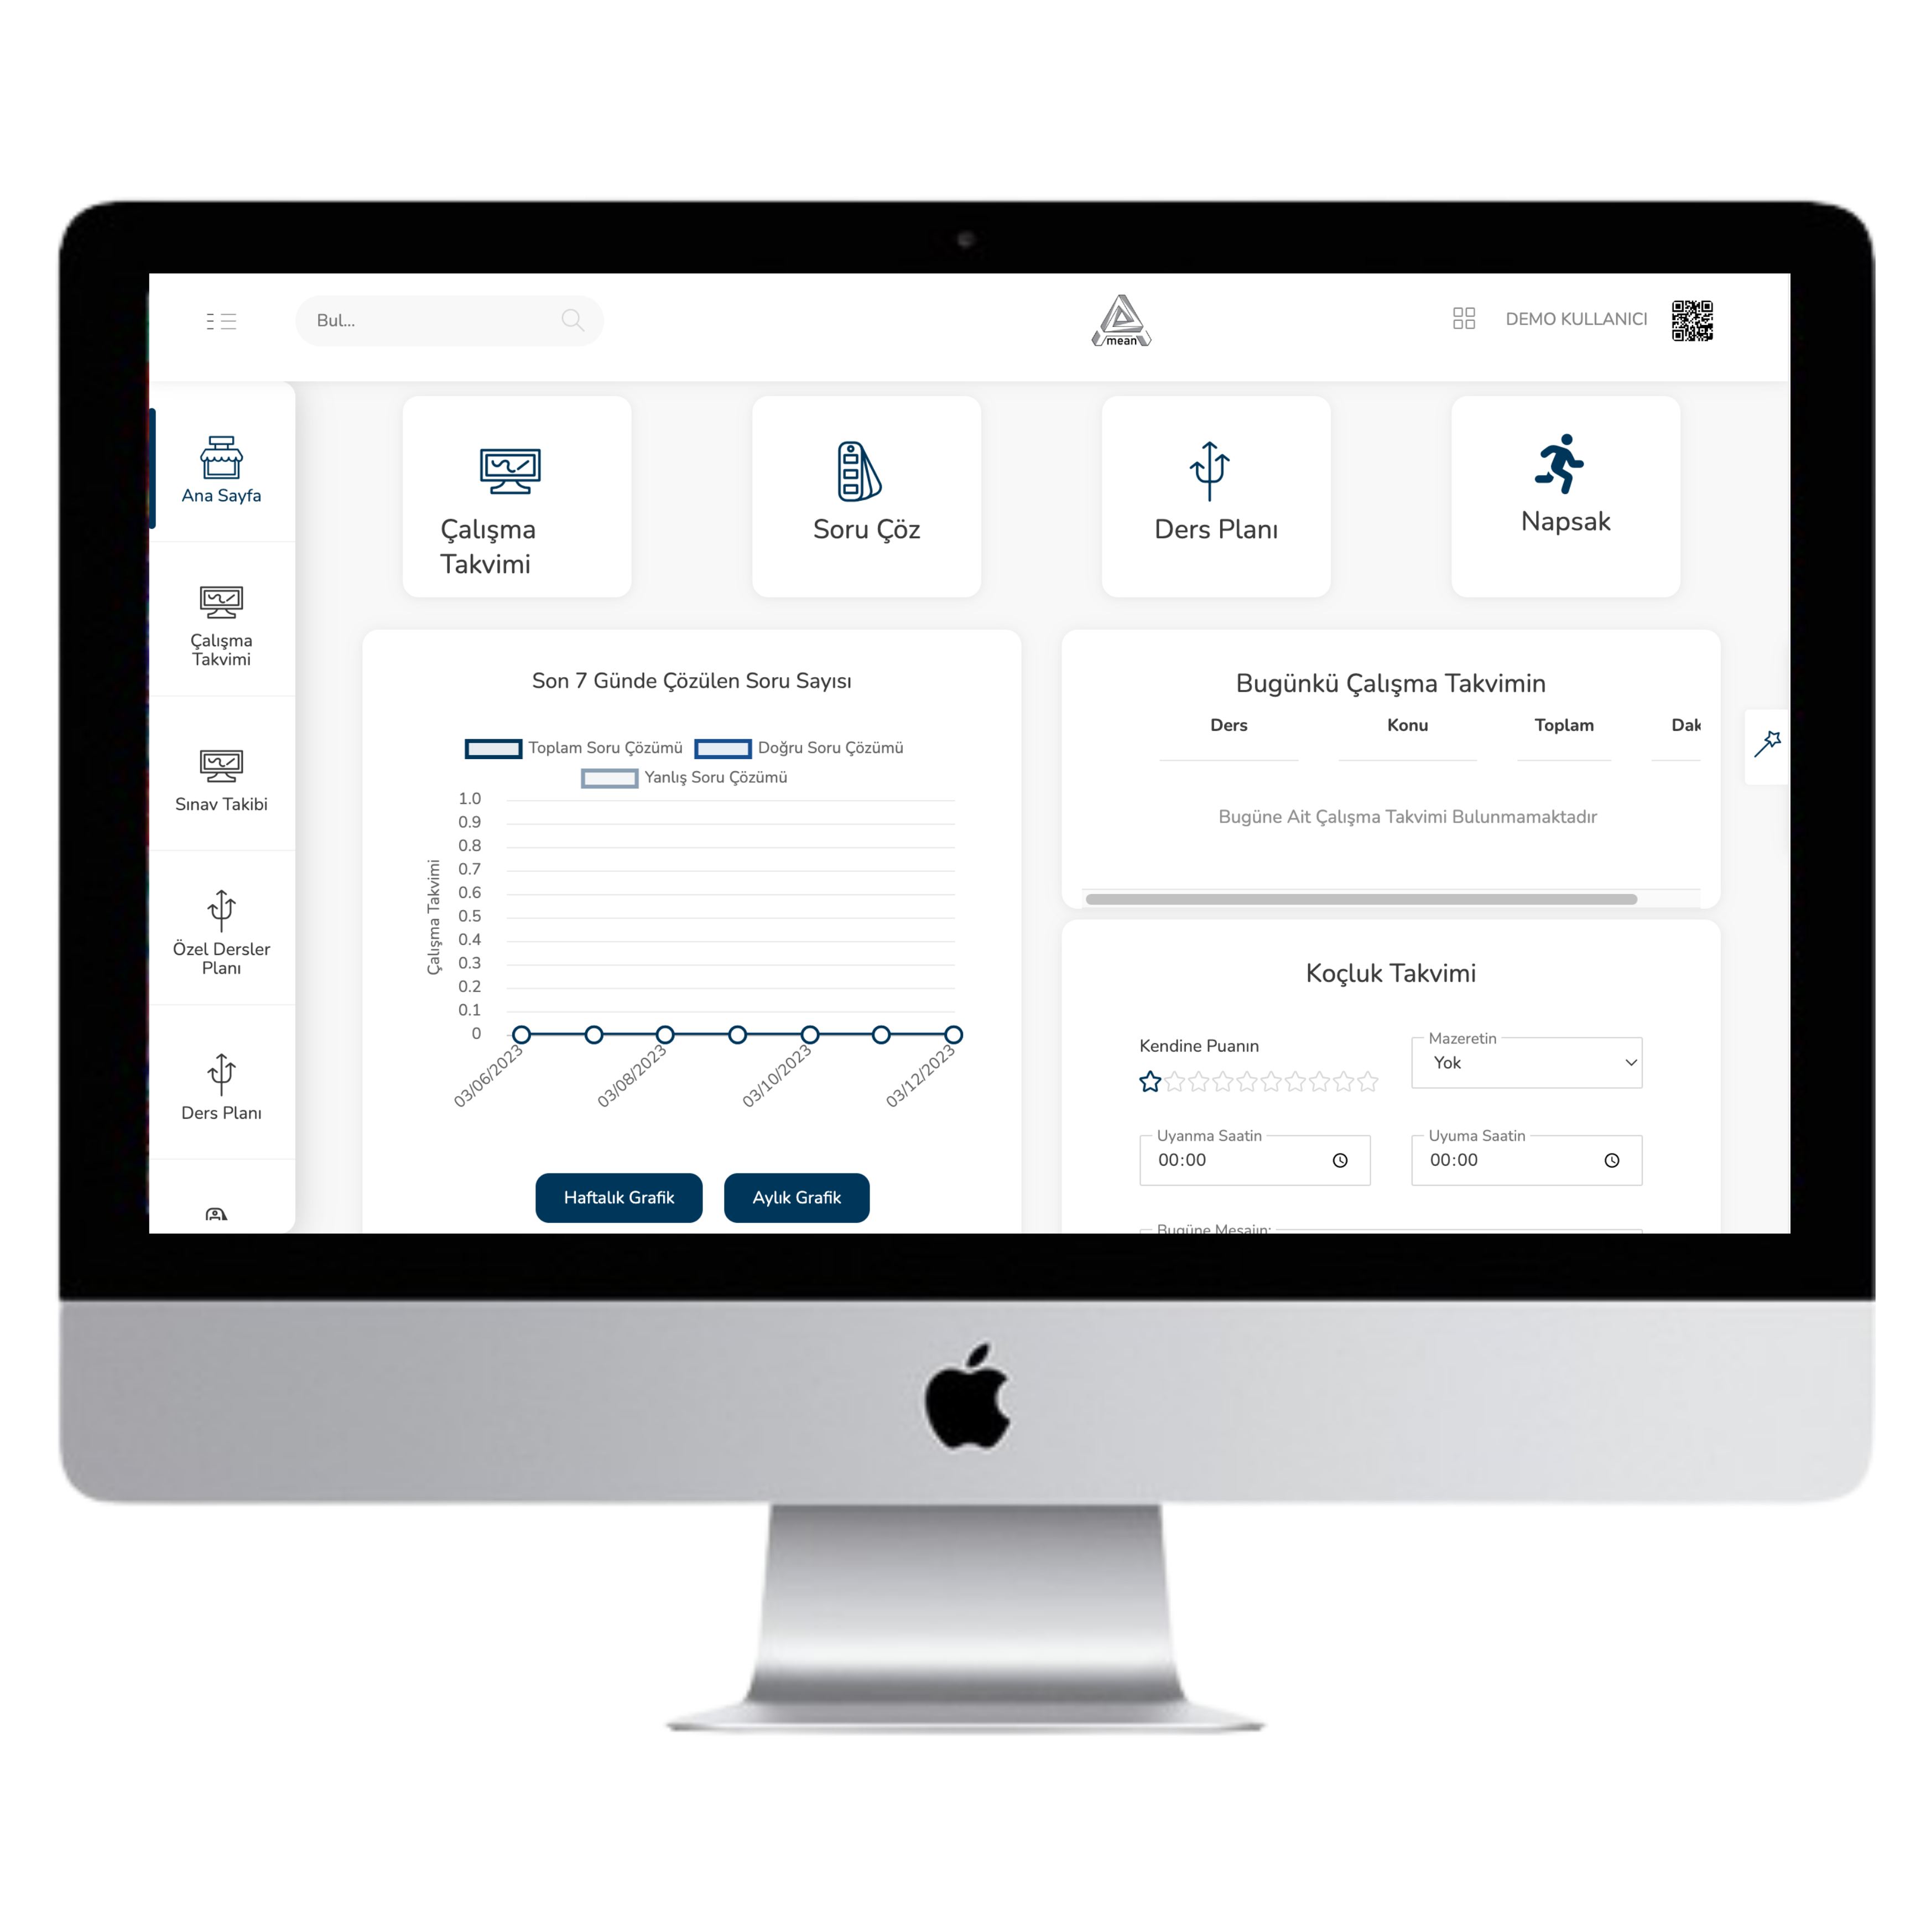 Bul...
mean
DEMO KULLANICI
Ana Sayfa
Çalışma
Takvimi
Sınav Takibi
Özel Dersler
Planı
Ders Planı
Çalışma
Takvimi
Soru Çöz
Ders Planı
Napsak
Son 7 Günde Çözülen Soru Sayısı
Toplam Soru Çözümü Doğru Soru Çözümü
Yanlış Soru Çözümü
Çalışma Takvimi
1.0
0.9
0.8
0.7
0.6
0.5
0.4
0.3
0.2
0.1
0
03/06/2023 03/08/2023 03/10/2023 03/12/2023
Haftalık Grafik Aylık Grafik
Bugünkü Çalışma Takvimin
Ders Konu Toplam Dak
Bugüne Ait Çalışma Takvimi Bulunmamaktadır
Koçluk Takvimi
Kendine Puanın
Mazeretin
Yok
Uyanma Saatin
00:00
Uyuma Saatin
00:00
Bugüne Mesajın: